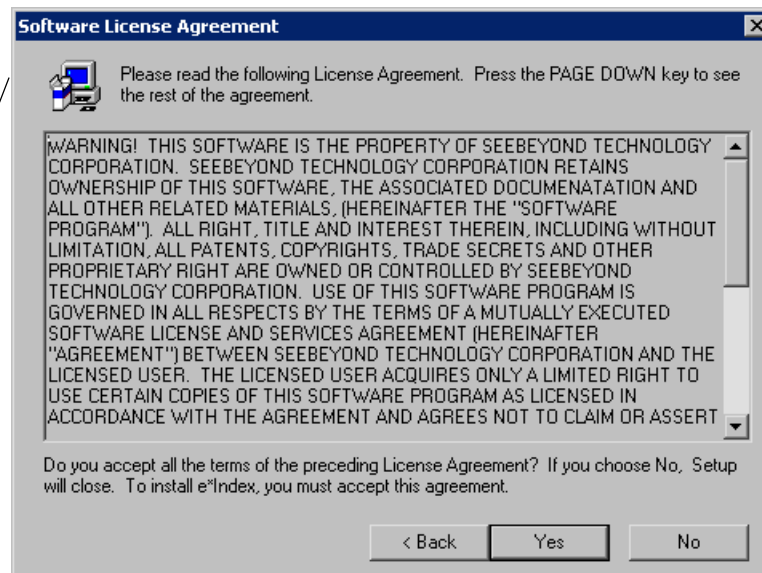 Software License Agreement
Please read the following License Agreement. Press the PAGE DOWN key to see
the rest of the agreement.
WARNING! THIS SOFTWARE IS THE PROPERTY OF SEEBEYOND TECHNOLOGY
CORPORATION. SEEBEYOND TECHNOLOGY CORPORATION RETAINS
OWNERSHIP OF THIS SOFTWARE, THE ASSOCIATED DOCUMENATATION AND
ALL OTHER RELATED MATERIALS, (HEREINAFTER THE "SOFTWARE
PROGRAM"). ALL RIGHT, TITLE AND INTEREST THEREIN, INCLUDING WITHOUT
LIMITATION, ALL PATENTS, COPYRIGHTS, TRADE SECRETS AND OTHER
PROPRIETARY RIGHT ARE OWNED OR CONTROLLED BY SEEBEYOND
TECHNOLOGY CORPORATION. USE OF THIS SOFTWARE PROGRAM IS
GOVERNED IN ALL RESPECTS BY THE TERMS OF A MUTUALLY EXECUTED
SOFTWARE LICENSE AND SERVICES AGREEMENT (HEREINAFTER
"AGREEMENT") BETWEEN SEEBEYOND TECHNOLOGY CORPORATION AND THE
LICENSED USER. THE LICENSED USER ACQUIRES ONLY A LIMITED RIGHT TO
USE CERTAIN COPIES OF THIS SOFTWARE PROGRAM AS LICENSED IN
ACCORDANCE WITH THE AGREEMENT AND AGREES NOT TO CLAIM OR ASSERT
Do you accept all the terms of the preceding License Agreement? If you choose No, Setup
will close. To install e*Index, you must accept this agreement.
< Back Yes No